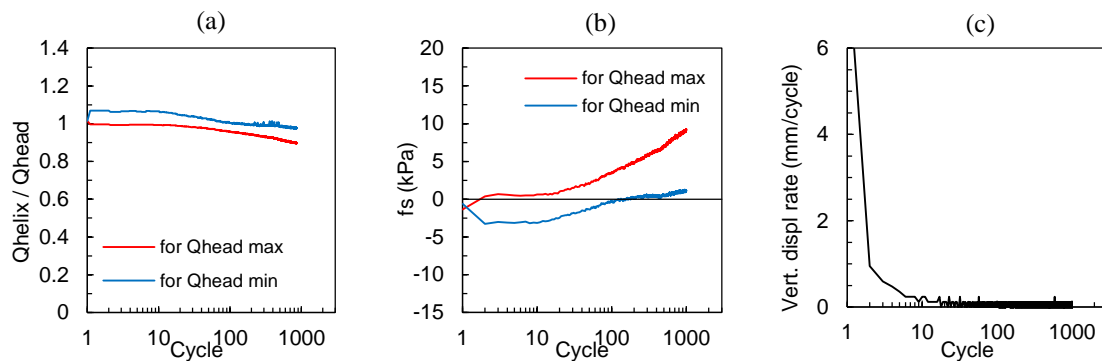 (a)
Qhelix / Qhead
1.4
1.2
1
0.8
0.6
0.4
0.2
0
for Qhead max
for Qhead min
1 10 100 1000
Cycle
(b)
fs (kPa)
20
15
10
5
0
-5
-10
-15
for Qhead max
for Qhead min
1 10 100 1000
Cycle
(c)
Vert. displ rate (mm/cycle)
6
4
2
0
1 10 100 1000
Cycle